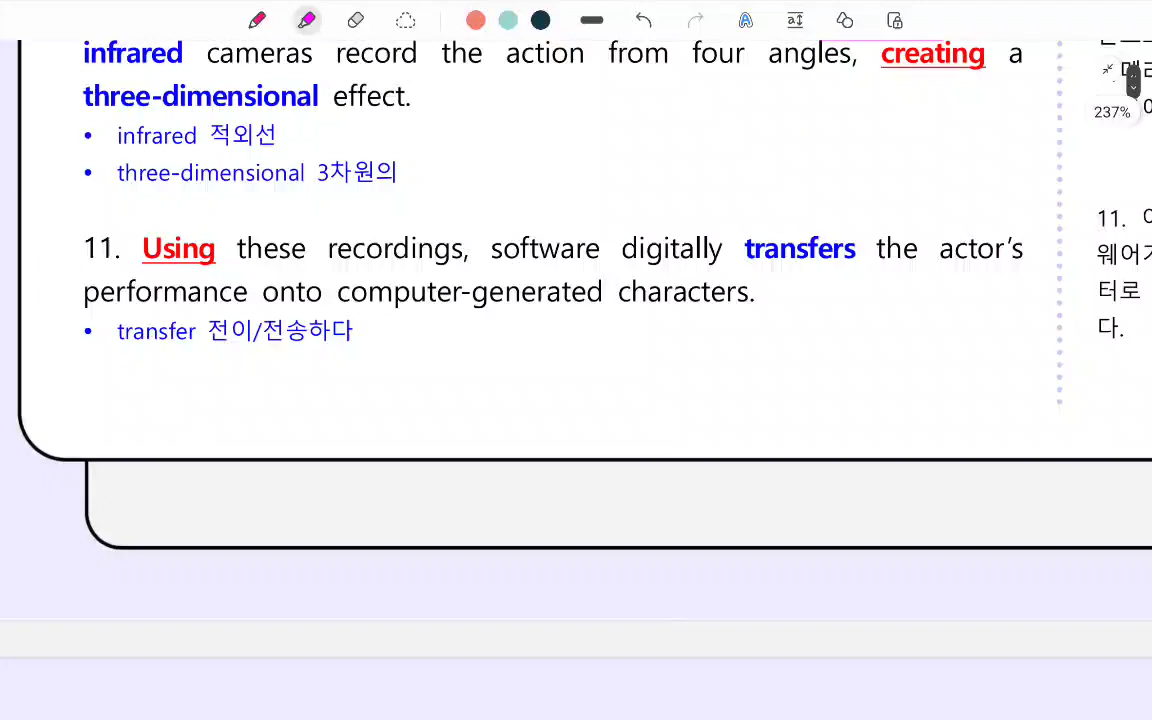 infrared cameras record the action from four angles, creating a
three-dimensional effect.
• infrared 적외선
• three-dimensional 3차원의
237%
11. Using these recordings, software digitally transfers the actor's
performance onto computer-generated characters.
• transfer 전이/전송하다
11.
웨어가
터로
다.